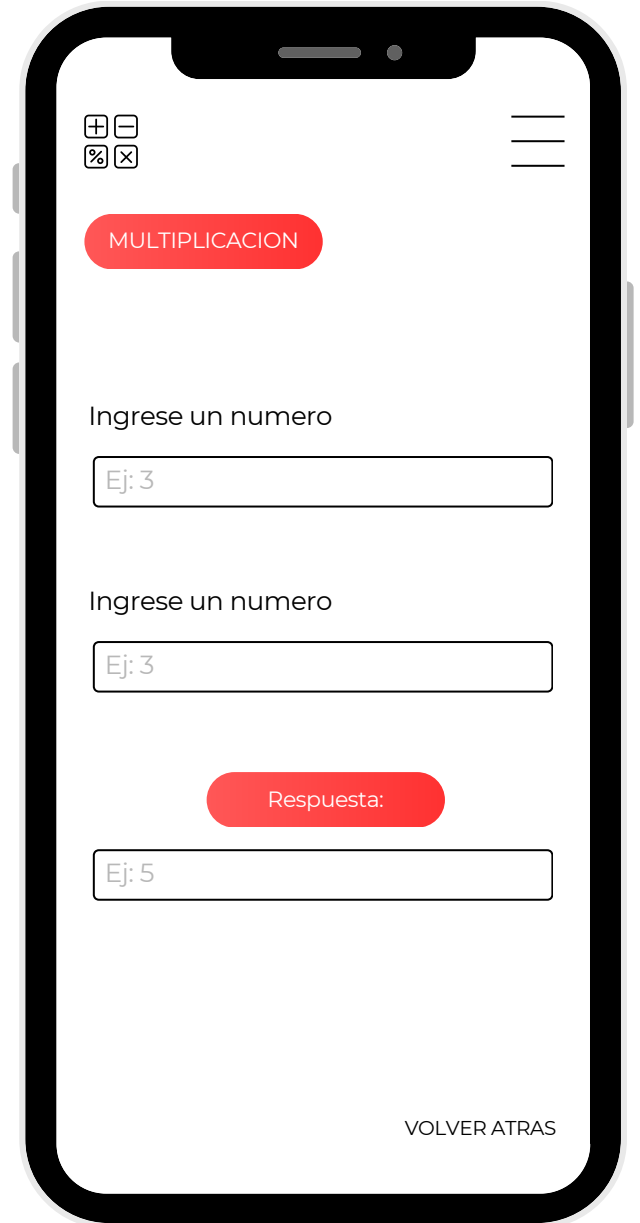 MULTIPLICACION
Ingrese un numero
Ej: 3
Ingrese un numero
Ej: 3
Respuesta:
Ej: 5
VOLVER ATRAS